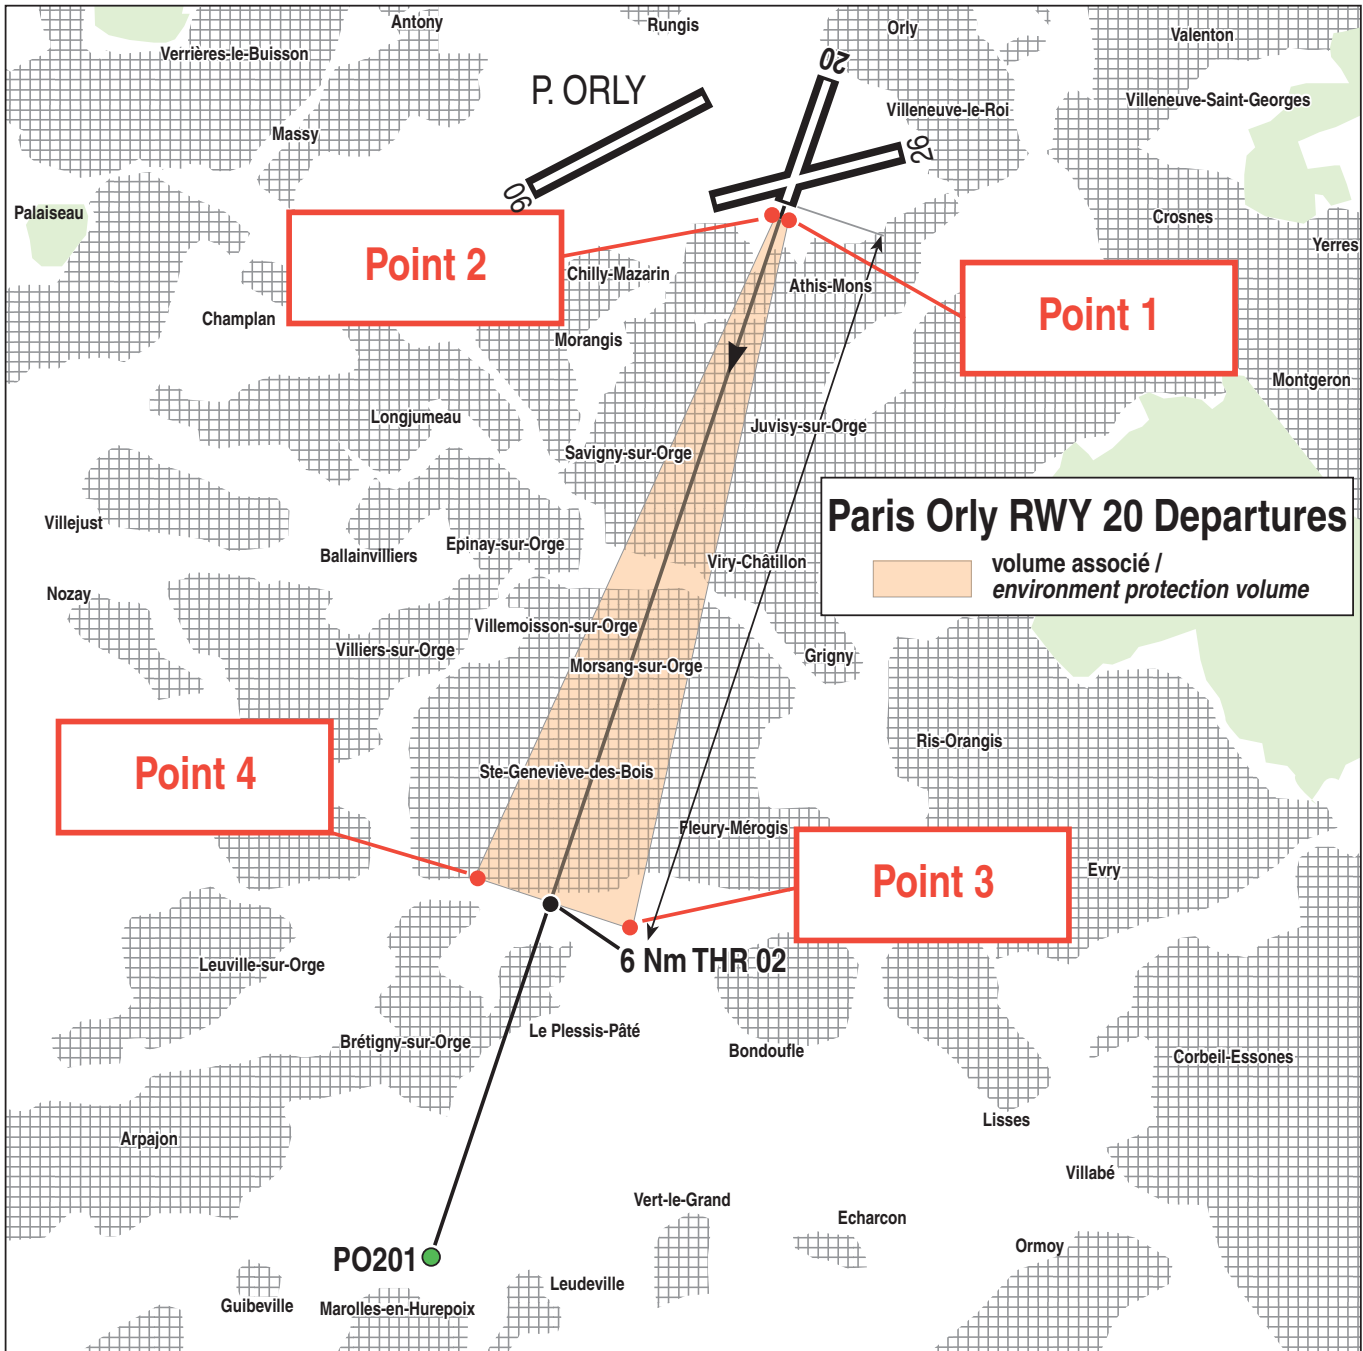 Antony
Rungis
Orly
Valenton
Verrières-le-Buisson
20
P. ORLY
Villeneuve-le-Roi
Villeneuve-Saint-Georges
Massy
26
06
Palaiseau
Crosnes
Yerres
Point 2
Chilly-Mazarin
Athis-Mons
Point 1
Champlan
Morangis
Montgeron
Longjumeau
Juvisy-sur-Orge
Savigny-sur-Orge
Paris Orly RWY 20 Departures
volume associé /
environment protection volume
Villejust
Ballainvilliers
Epinay-sur-Orge
Viry-Châtillon
Nozay
Villemoisson-sur-Orge
Villiers-sur-Orge
Morsang-sur-Orge
Grigny
Ris-Orangis
Point 4
Ste-Geneviève-des-Bois
Fleury-Mérogis
Point 3
Evry
6 Nm THR 02
Leuville-sur-Orge
Le Plessis-Pâté
Brétigny-sur-Orge
Bondoufle
Corbeil-Essones
Lisses
Arpajon
Villabé
Vert-le-Grand
Echarcon
Ormoy
PO201
Leudeville
Guibeville
Marolles-en-Hurepoix